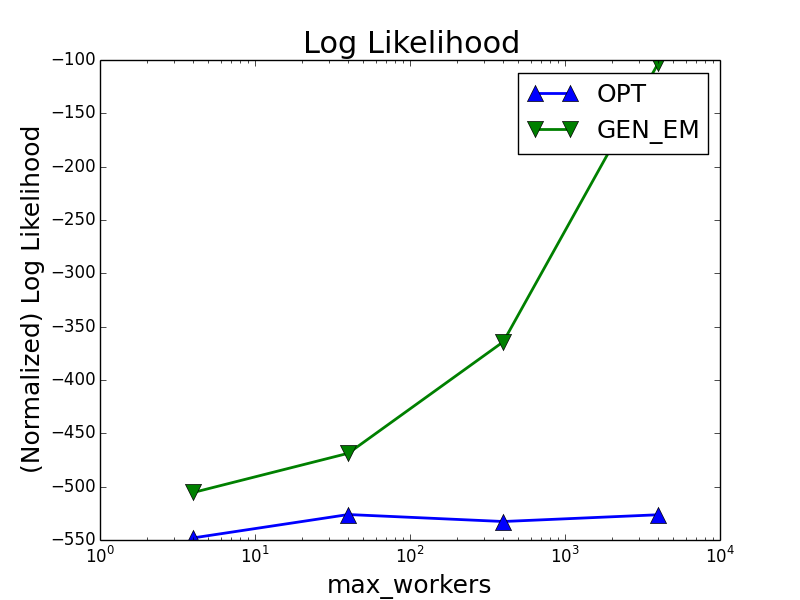 Log Likelihood
(Normalized) Log Likelihood
−100
−150
−200
−250
−300
−350
−400
−450
−500
−550
OPT
GEN_EM
10^0 10^1 10^2 10^3 10^4
max_workers